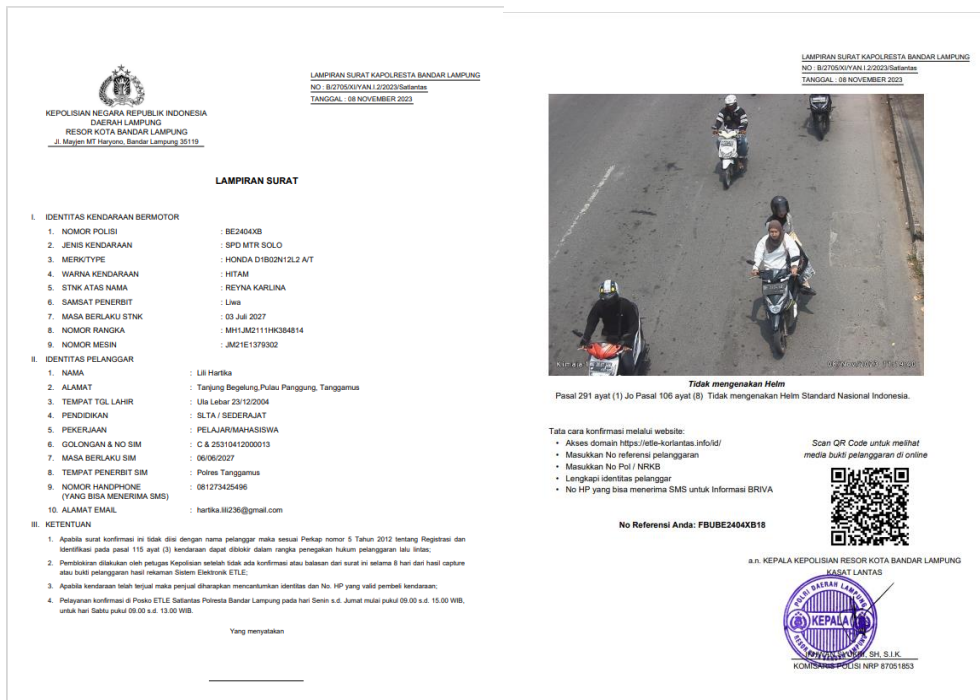 KEPOLISIAN NEGARA REPUBLIK INDONESIA
DAERAH LAMPUNG
RESOR KOTA BANDAR LAMPUNG
Jl. Mayjen MT Haryono, Bandar Lampung 35119
LAMPIRAN SURAT KAPOLRESTA BANDAR LAMPUNG
NO : B/2705/XI/YAN.I.2/2023/Satlantas
TANGGAL : 08 NOVEMBER 2023
LAMPIRAN SURAT
I. IDENTITAS KENDARAAN BERMOTOR
1. NOMOR POLISI : BE2404XB
2. JENIS KENDARAAN : SPD MTR SOLO
3. MERK/TYPE : HONDA D1B02N12L2 A/T
4. WARNA KENDARAAN : HITAM
5. STNK ATAS NAMA : REYNA KARLINA
6. SAMSAT PENERBIT : Liwa
7. MASA BERLAKU STNK : 03 Juli 2027
8. NOMOR RANGKA : MH1JM2111HK384814
9. NOMOR MESIN : JM21E1379302
II. IDENTITAS PELANGGAR
1. NAMA : Lili Hartika
2. ALAMAT : Tanjung Begelung,Pulau Panggung, Tanggamus
3. TEMPAT TGL LAHIR : Ula Lebar 23/12/2004
4. PENDIDIKAN : SLTA / SEDERAJAT
5. PEKERJAAN : PELAJAR/MAHASISWA
6. GOLONGAN & NO SIM : C & 25310412000013
7. MASA BERLAKU SIM : 06/06/2027
8. TEMPAT PENERBIT SIM : Polres Tanggamus
9. NOMOR HANDPHONE : 081273425496
(YANG BISA MENERIMA SMS)
10. ALAMAT EMAIL : hartika.lili236@gmail.com
III. KETENTUAN
1. Apabila surat konfirmasi ini tidak diisi dengan nama pelanggar maka sesuai Perkap nomor 5 Tahun 2012 tentang Registrasi dan
Identifikasi pada pasal 115 ayat (3) kendaraan dapat diblokir dalam rangka penegakan hukum pelanggaran lalu lintas;
2. Pemblokiran dilakukan oleh petugas Kepolisian setelah tidak ada konfirmasi atau balasan dari surat ini selama 8 hari dari hasil capture
atau bukti pelanggaran hasil rekaman Sistem Elektronik ETLE;
3. Apabila kendaraan telah terjual maka penjual diharapkan mencantumkan identitas dan No. HP yang valid pembeli kendaraan;
4. Pelayanan konfirmasi di Posko ETLE Satlantas Polresta Bandar Lampung pada hari Senin s.d. Jumat mulai pukul 09.00 s.d. 15.00 WIB,
untuk hari Sabtu pukul 09.00 s.d. 13.00 WIB.
Yang menyatakan
LAMPIRAN SURAT KAPOLRESTA BANDAR LAMPUNG
NO : B/2705/XI/YAN.I.2/2023/Satlantas
TANGGAL : 08 NOVEMBER 2023
Tidak mengenakan Helm
Pasal 291 ayat (1) Jo Pasal 106 ayat (8) Tidak mengenakan Helm Standard Nasional Indonesia.
Tata cara konfirmasi melalui website:
• Akses domain https://etle-korlantas.info/id/
• Masukkan No referensi pelanggaran
• Masukkan No Pol / NRKB
• Lengkapi identitas pelanggar
• No HP yang bisa menerima SMS untuk Informasi BRIVA
Scan QR Code untuk melihat
media bukti pelanggaran di online
No Referensi Anda: FBUBE2404XB18
a.n. KEPALA KEPOLISIAN RESOR KOTA BANDAR LAMPUNG
KASAT LANTAS
POLRI DAERAH LAMPUNG
KEPALA
SH, S.I.K.
KOMISARIS POLISI NRP 87051853